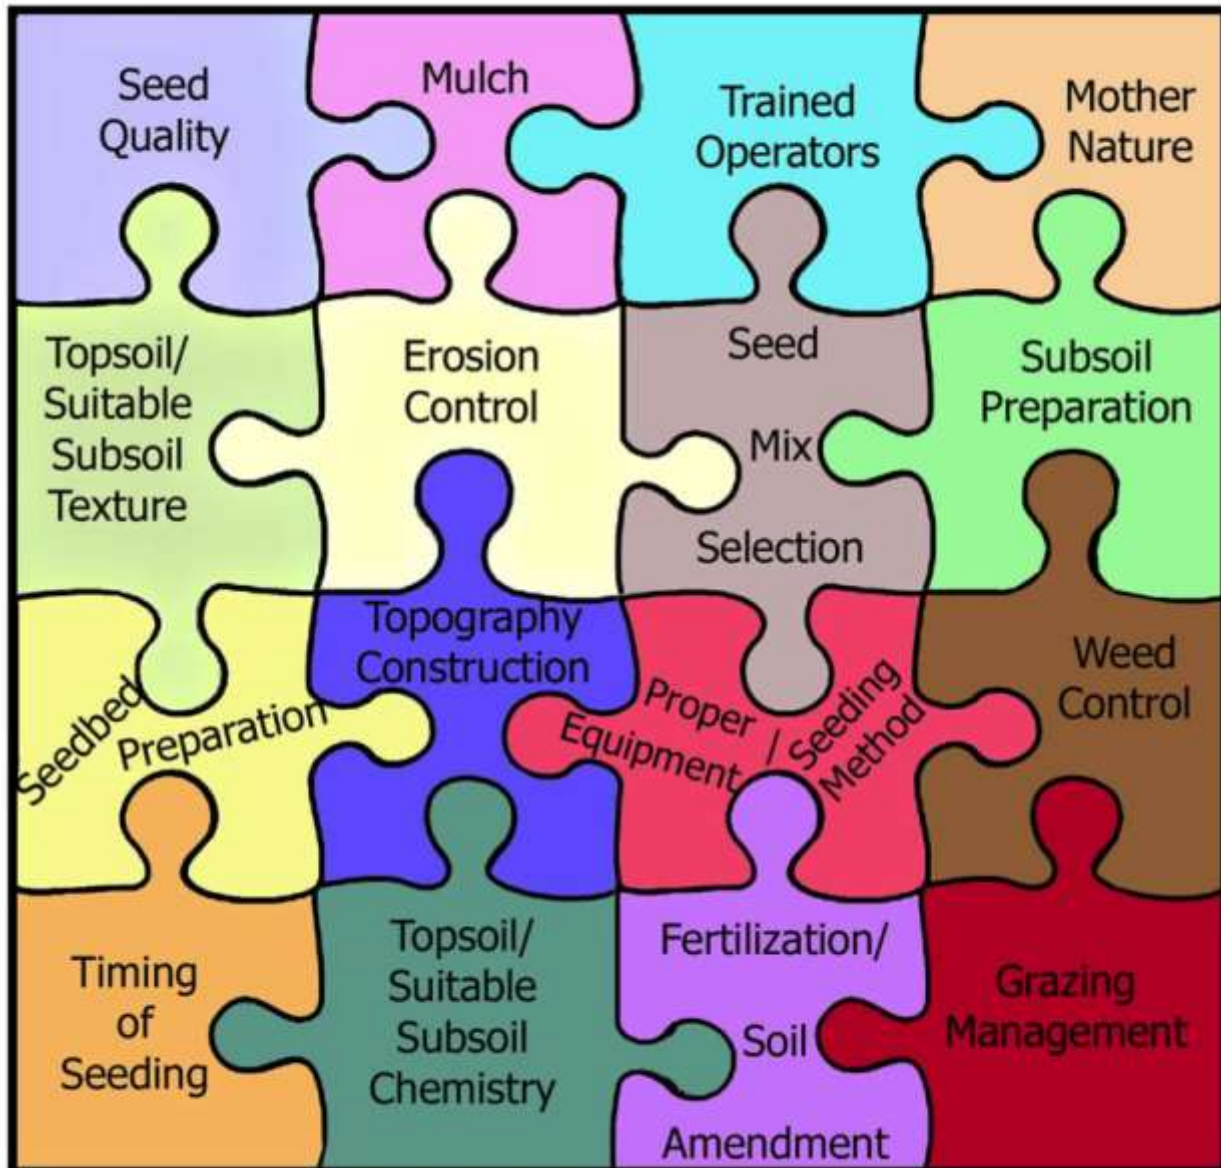 Seed
Quality
Mulch
Trained
Operators
Mother
Nature
Topsoil/
Suitable
Subsoil
Texture
Erosion
Control
Seed
Mix
Selection
Subsoil
Preparation
Seedbed
Preparation
Topography
Construction
Proper
Equipment
/
Seeding
Method
Weed
Control
Timing
of
Seeding
Topsoil/
Suitable
Subsoil
Chemistry
Fertilization/
Soil
Amendment
Grazing
Management